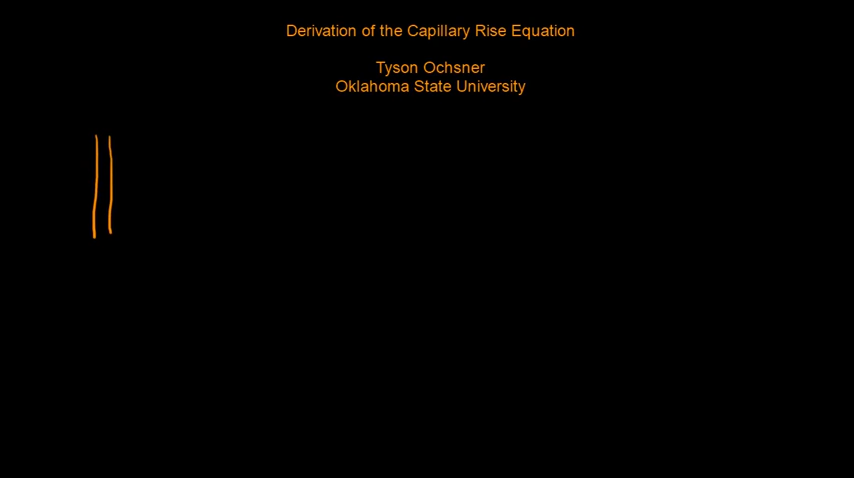 Derivation of the Capillary Rise Equation
Tyson Ochsner
Oklahoma State University